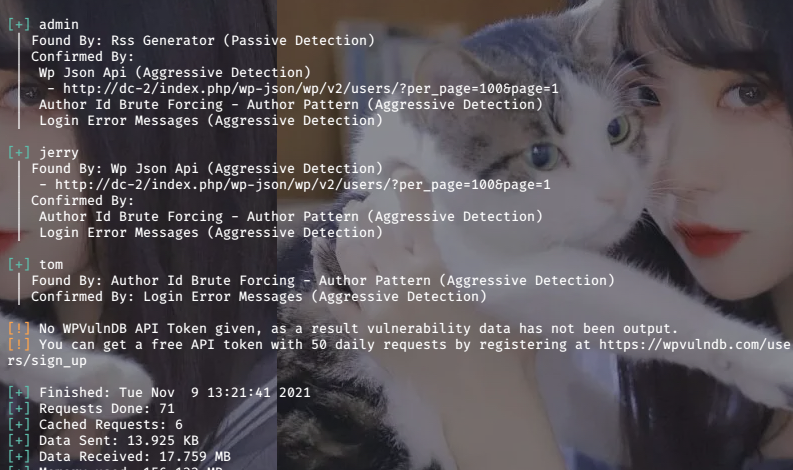 [+] admin
| Found By: Rss Generator (Passive Detection)
| Confirmed By:
| Wp Json Api (Aggressive Detection)
| - http://dc-2/index.php/wp-json/wp/v2/users/?per_page=100&page=1
| Author Id Brute Forcing - Author Pattern (Aggressive Detection)
| Login Error Messages (Aggressive Detection)
[+] jerry
| Found By: Wp Json Api (Aggressive Detection)
| - http://dc-2/index.php/wp-json/wp/v2/users/?per_page=100&page=1
| Confirmed By:
| Author Id Brute Forcing - Author Pattern (Aggressive Detection)
| Login Error Messages (Aggressive Detection)
[+] tom
| Found By: Author Id Brute Forcing - Author Pattern (Aggressive Detection)
| Confirmed By: Login Error Messages (Aggressive Detection)
[!] No WPVulnDB API Token given, as a result vulnerability data has not been output.
[!] You can get a free API token with 50 daily requests by registering at https://wpvulndb.com/use
rs/sign_up
[+] Finished: Tue Nov  9 13:21:41 2021
[+] Requests Done: 71
[+] Cached Requests: 6
[+] Data Sent: 13.925 KB
[+] Data Received: 17.759 MB